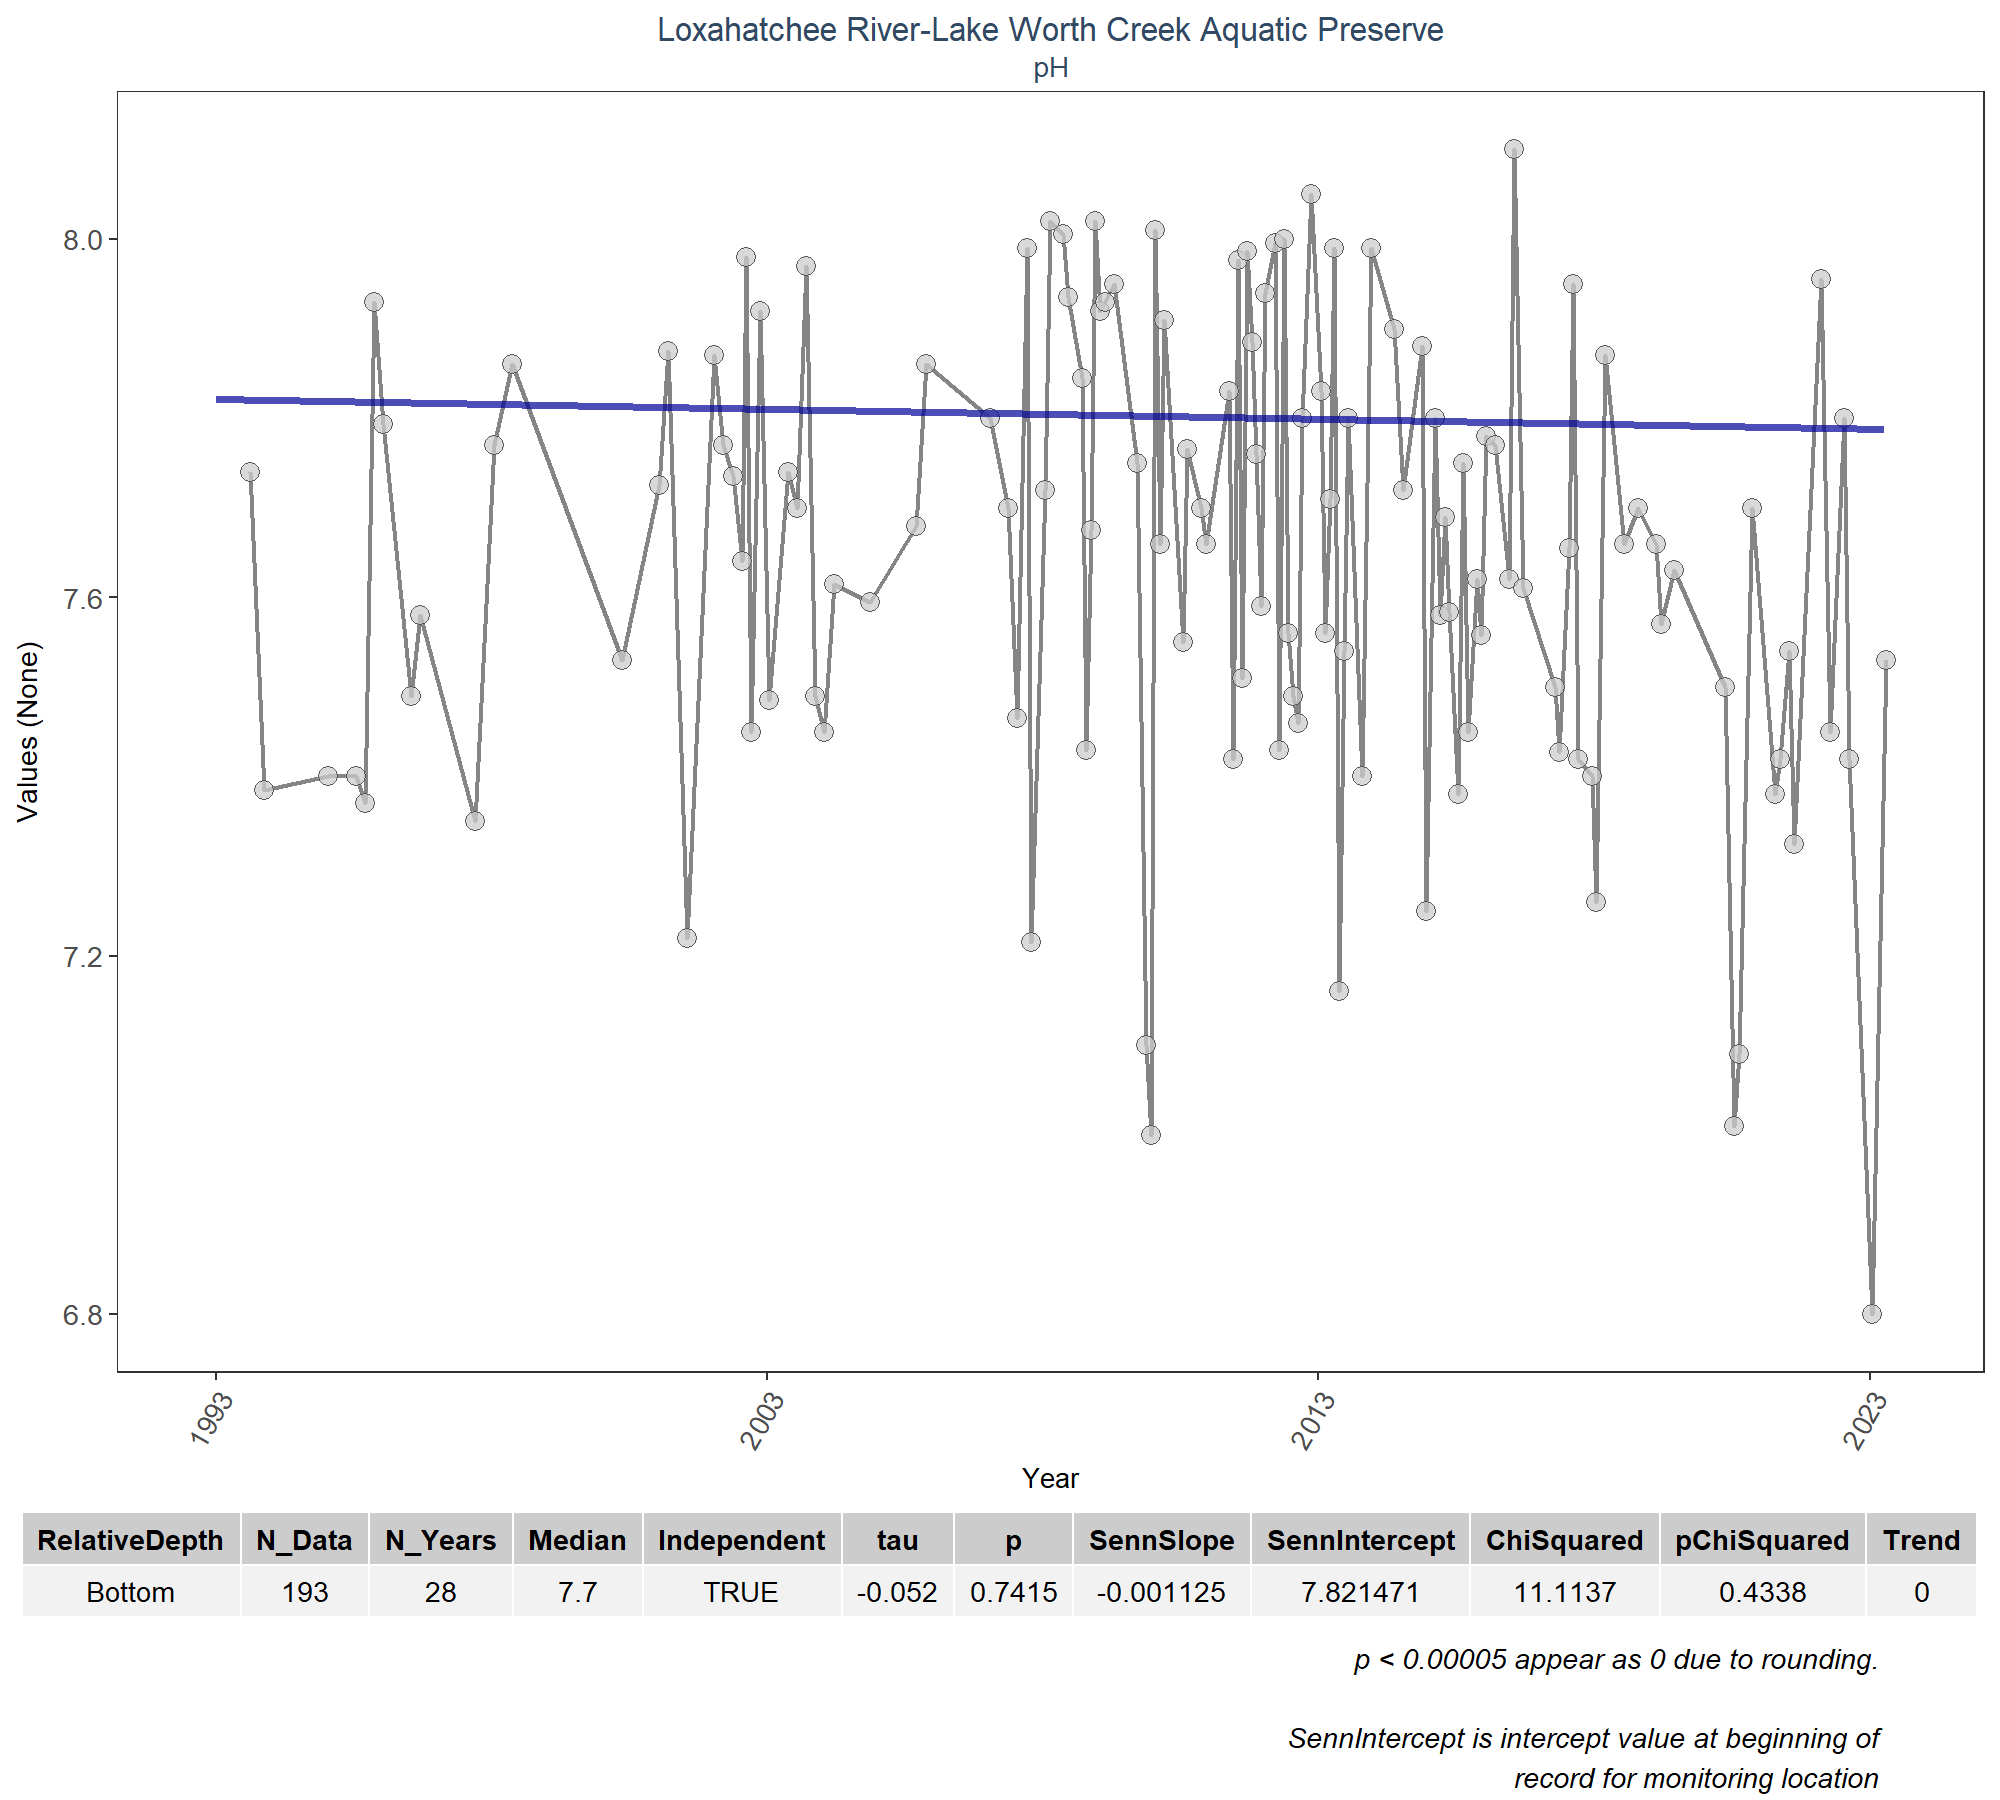 Loxahatchee River-Lake Worth Creek Aquatic Preserve
pH
Values (None)
8.0
7.6
7.2
6.8
1993
2003
2013
2023
Year
RelativeDepth N_Data N_Years Median Independent tau p SennSlope SennIntercept ChiSquared pChiSquared Trend
Bottom 193 28 7.7 TRUE -0.052 0.7415 -0.001125 7.821471 11.1137 0.4338 0
p < 0.00005 appear as 0 due to rounding.
SennIntercept is intercept value at beginning of
record for monitoring location